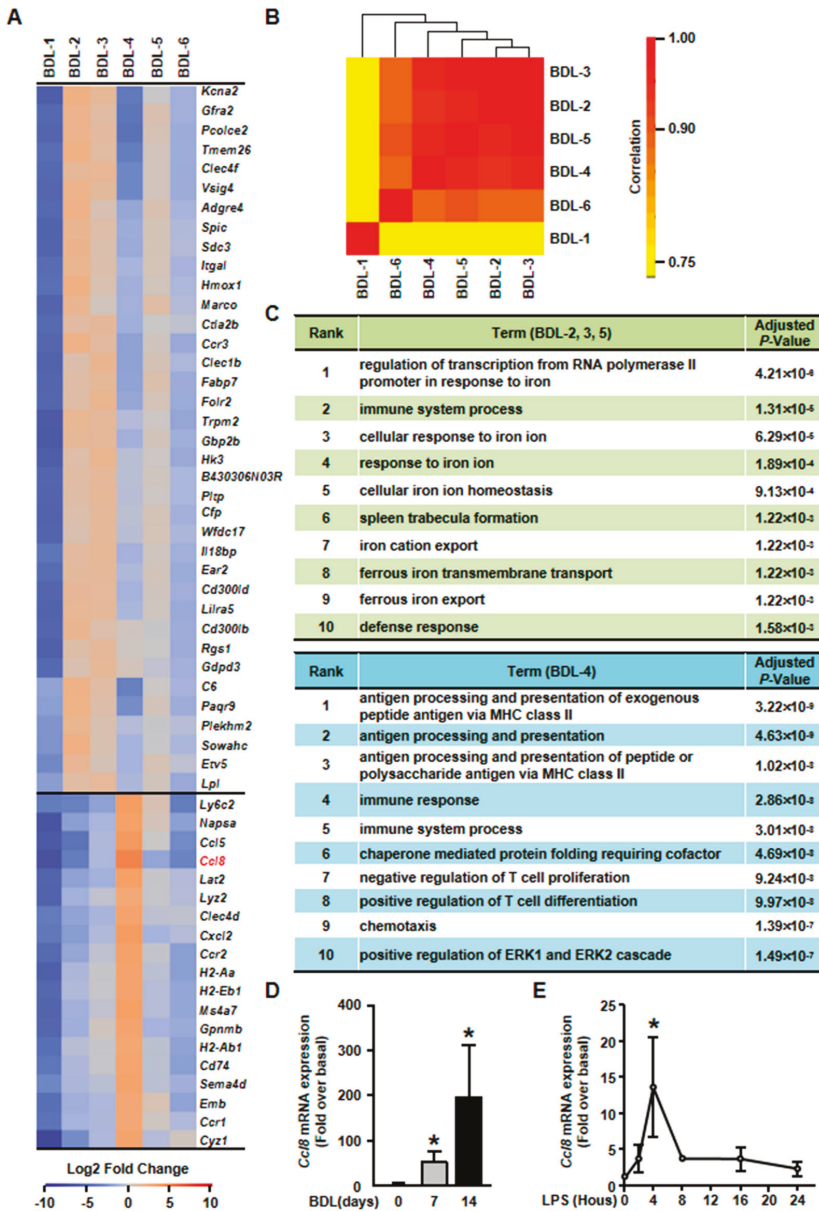 A
BDL-1
BDL-2
BDL-3
BDL-4
BDL-5
BDL-6
Kcna2
Gfra2
Pcolce2
Tmem26
Clec4f
Vsig4
Adgre4
Spic
Sdc3
Itgal
Hmox1
Marco
Ctla2b
Ccr3
Clec1b
Fabp7
Folr2
Trpm2
Gbp2b
Hk3
B430306N03R
Pltp
Cfp
Wfdc17
Il18bp
Ear2
Cd300ld
Lilra5
Cd300lb
Rgs1
Gdpd3
C6
Paqr9
Plekhm2
Sowahc
Etv5
Lpl
Ly6c2
Napsa
Ccl5
Ccl8
Lat2
Lyz2
Clec4d
Cxcl2
Ccr2
H2-Aa
H2-Eb1
Ms4a7
Gpnmb
H2-Ab1
Cd74
Sema4d
Emb
Ccr1
Cyz1
Log2 Fold Change
-10 -5 0 5 10
B
BDL-3
BDL-2
BDL-5
BDL-4
BDL-6
BDL-1
BDL-1
BDL-6
BDL-4
BDL-5
BDL-2
BDL-3
1.00
0.90
0.75
Correlation
C
Rank Term (BDL-2, 3, 5) Adjusted
P-Value
1 regulation of transcription from RNA polymerase II
promoter in response to iron 4.21×10-8
2 immune system process 1.31×10-5
3 cellular response to iron ion 6.29×10-5
4 response to iron ion 1.89×10-4
5 cellular iron ion homeostasis 9.13×10-4
6 spleen trabecula formation 1.22×10-3
7 iron cation export 1.22×10-3
8 ferrous iron transmembrane transport 1.22×10-3
9 ferrous iron export 1.22×10-3
10 defense response 1.58×10-3
Rank Term (BDL-4) Adjusted
P-Value
1 antigen processing and presentation of exogenous
peptide antigen via MHC class II 3.22×10-9
2 antigen processing and presentation 4.63×10-9
3 antigen processing and presentation of peptide or
polysaccharide antigen via MHC class II 1.02×10-8
4 immune response 2.86×10-8
5 immune system process 3.01×10-8
6 chaperone mediated protein folding requiring cofactor 4.69×10-8
7 negative regulation of T cell proliferation 9.24×10-8
8 positive regulation of T cell differentiation 9.97×10-8
9 chemotaxis 1.39×10-7
10 positive regulation of ERK1 and ERK2 cascade 1.49×10-7
D
Ccl8 mRNA expression
(Fold over basal)
400
300
200
100
0
*
*
BDL(days) 0 7 14
E
Ccl8 mRNA expression
(Fold over basal)
25
20
15
10
5
0
*
LPS (Hous) 0 4 8 12 16 20 24